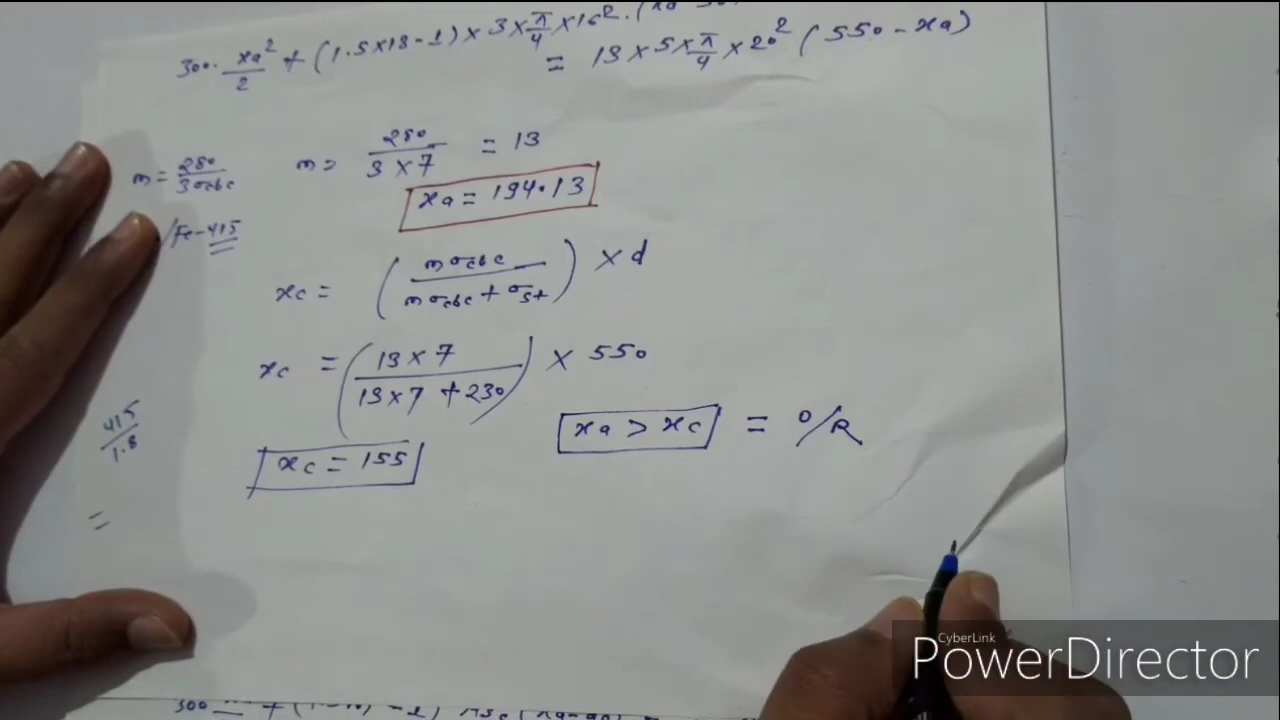 300. xa²/2 + (1.5×13-1)×3×π/4×16².(xa-
= 13×5×π/4×20² (550-xa)
m = 280/3σcbc
m = 280/3×7 = 13
xa = 194.13
/Fe-415
xc = (mσcbc/mσcbc+σst) × d
xc = (13×7/13×7+230) × 550
415/1.8
xa > xc = O/R
xc = 155
=
300
CyberLink
PowerDirector